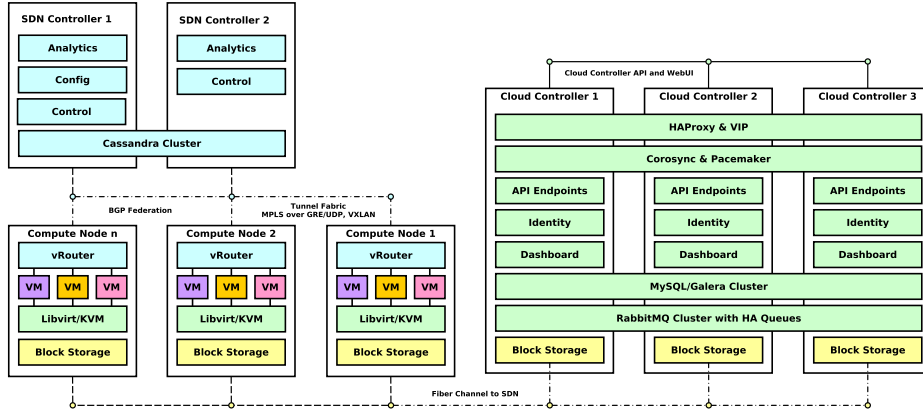 SDN Controller 1
Analytics
Config
Control
SDN Controller 2
Analytics
Control
Cassandra Cluster
BGP Federation
Tunnel Fabric
MPLS over GRE/UDP, VXLAN
Compute Node n
vRouter
VM VM VM
Libvirt/KVM
Block Storage
Compute Node 2
vRouter
VM VM VM
Libvirt/KVM
Block Storage
Compute Node 1
vRouter
VM VM VM
Libvirt/KVM
Block Storage
Cloud Controller API and WebUI
Cloud Controller 1 Cloud Controller 2 Cloud Controller 3
HAProxy & VIP
Corosync & Pacemaker
API Endpoints API Endpoints API Endpoints
Identity Identity Identity
Dashboard Dashboard Dashboard
MySQL/Galera Cluster
RabbitMQ Cluster with HA Queues
Block Storage Block Storage Block Storage
Fiber Channel to SDN